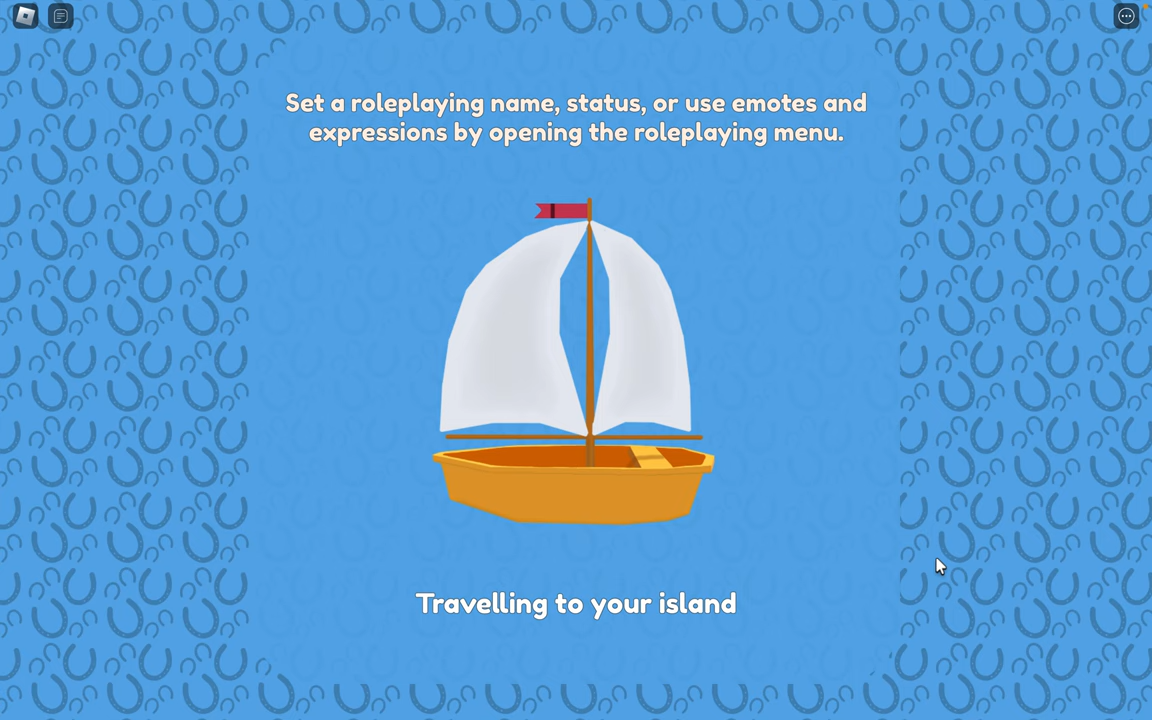 Set a roleplaying name, status, or use emotes and
expressions by opening the roleplaying menu.
Travelling to your island